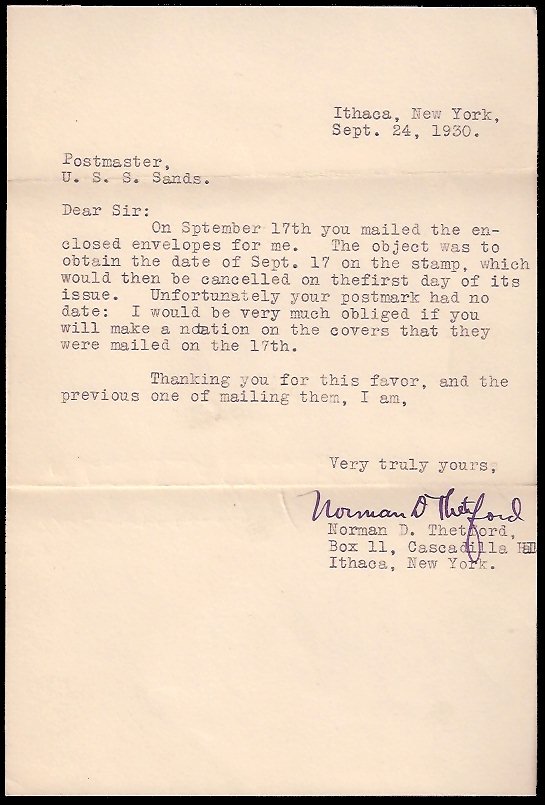 Ithaca, New York,
Sept. 24, 1930.
Postmaster,
U. S. S. Sands.
Dear Sir:
On Sptember 17th you mailed the en-
closed envelopes for me. The object was to
obtain the date of Sept. 17 on the stamp, which
would then be cancelled on thefirst day of its
issue. Unfortunately your postmark had no
date: I would be very much obliged if you
will make a notation on the covers that they
were mailed on the 17th.
Thanking you for this favor, and the
previous one of mailing them, I am,
Very truly yours,
Norman D Thetford
Norman D. Thetford,
Box 11, Cascadilla
Ithaca, New York.